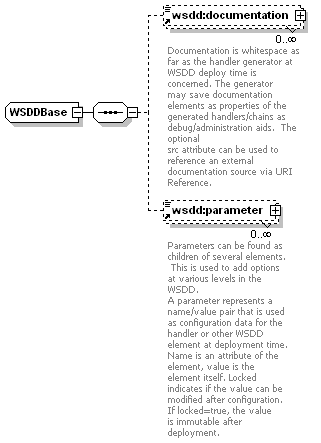 wsdd:documentation
0..∞
Documentation is whitespace as
far as the handler generator at
WSDD deploy time is
concerned. The generator
may save documentation
elements as properties of the
generated handlers/chains as
debug/administration aids.  The
optional
src attribute can be used to
reference an external
documentation source via URI
Reference.
WSDDBase
wsdd:parameter
0..∞
Parameters can be found as
children of several elements.
This is used to add options
at various levels in the
WSDD.
A parameter represents a
name/value pair that is used
as configuration data for the
handler or other WSDD
element at deployment time.
Name is an attribute of the
element, value is the
element itself. Locked
indicates if the value can be
modified after configuration.
If locked=true, the value
is immutable after
deployment.